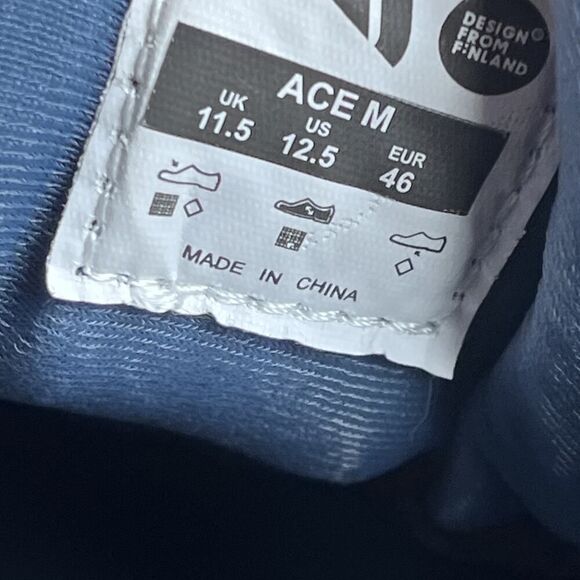 DESIGN
FROM
FINLAND
ACE M
UK US EUR
11.5 12.5 46
MADE IN CHINA